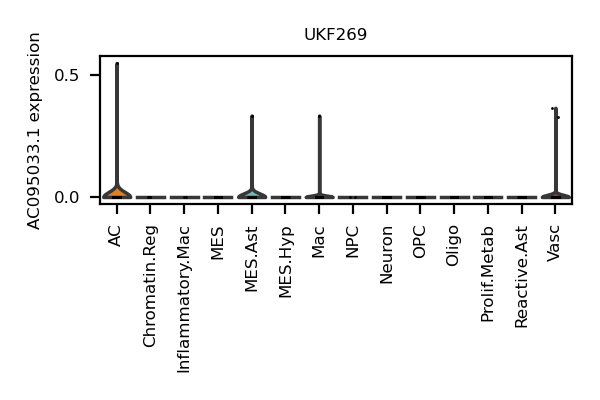 UKF269
AC095033.1 expression
0.5
0.0
AC
Chromatin.Reg
Inflammatory.Mac
MES
MES.Ast
MES.Hyp
Mac
NPC
Neuron
OPC
Oligo
Prolif.Metab
Reactive.Ast
Vasc